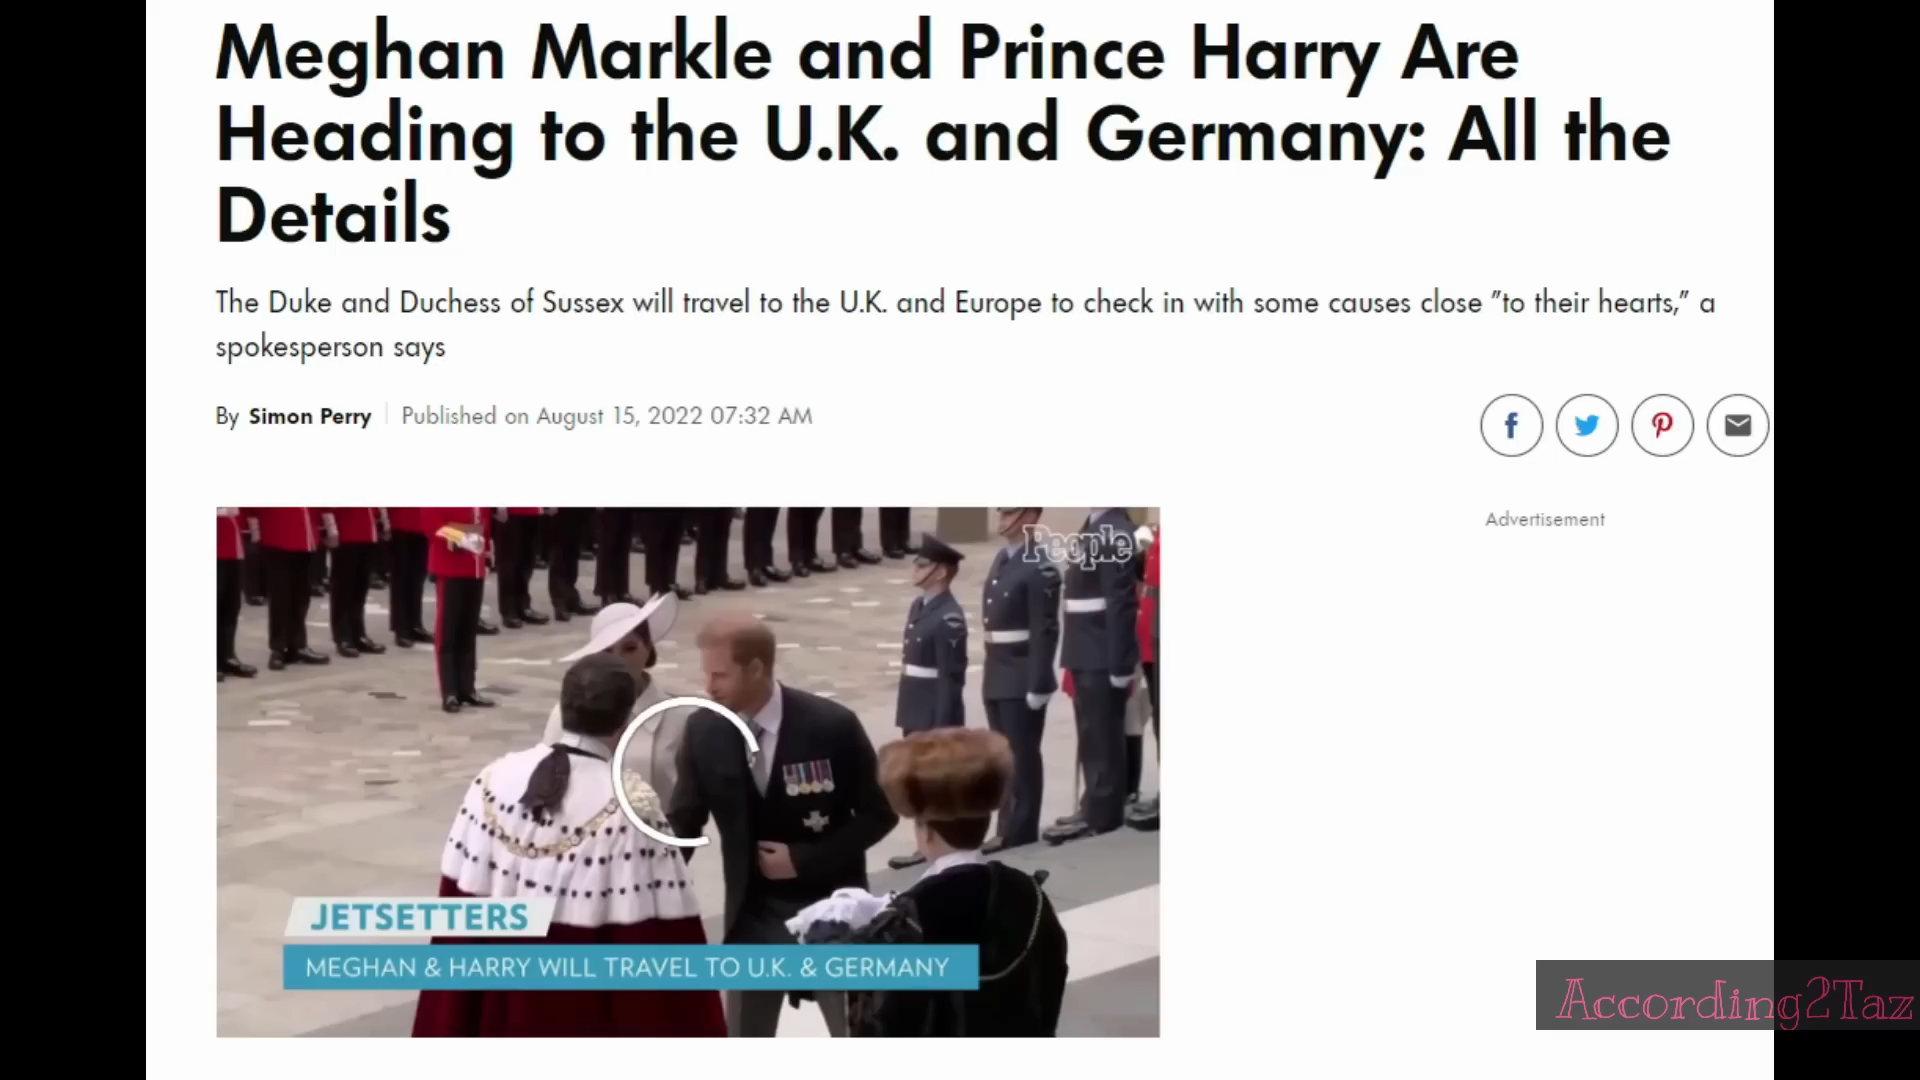 Meghan Markle and Prince Harry Are
Heading to the U.K. and Germany: All the
Details
The Duke and Duchess of Sussex will travel to the U.K. and Europe to check in with some causes close "to their hearts," a
spokesperson says
By Simon Perry Published on August 15, 2022 07:32 AM
Advertisement
People
JETSETTERS
MEGHAN & HARRY WILL TRAVEL TO U.K. & GERMANY
According2Taz